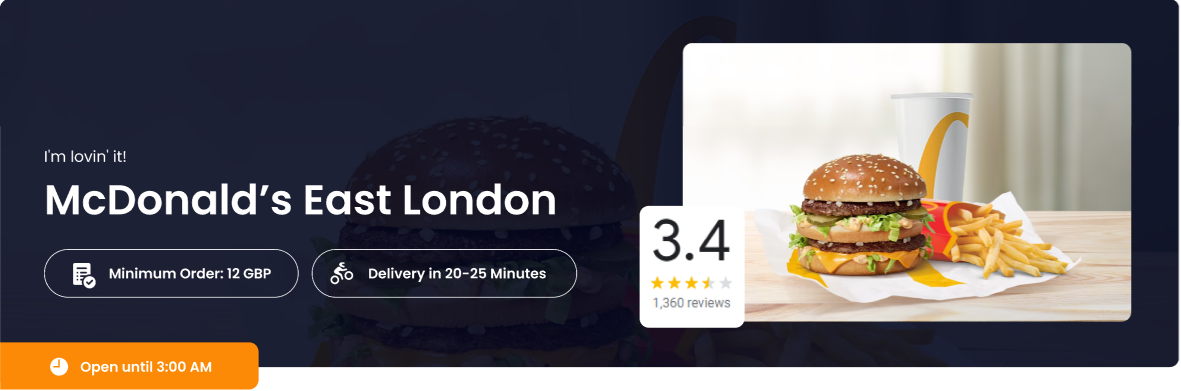 I'm lovin' it!
McDonald’s East London
Minimum Order: 12 GBP
Delivery in 20-25 Minutes
3.4
1,360 reviews
Open until 3:00 AM